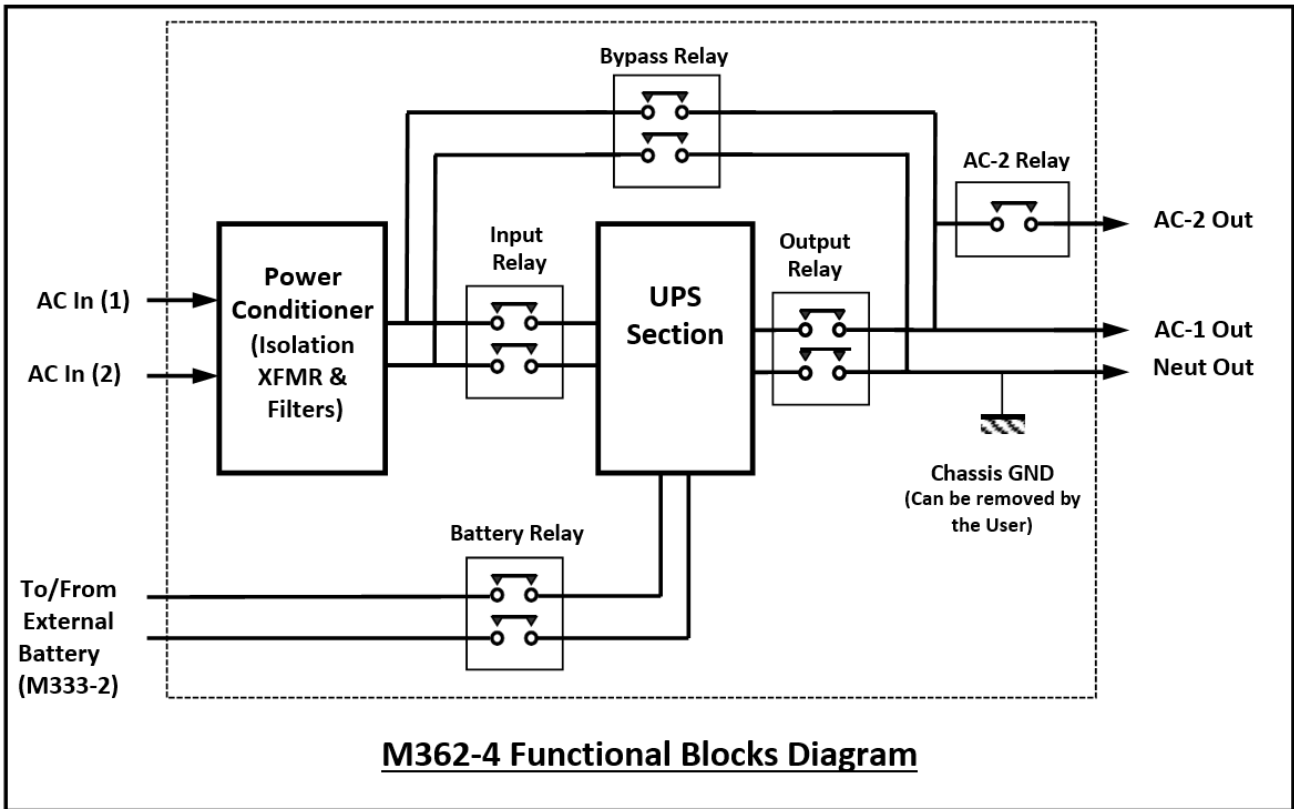 Bypass Relay
AC-2 Relay
AC-2 Out
Input
Relay
Output
Relay
Power
Conditioner
(Isolation
XFMR &
Filters)
UPS
Section
AC In (1)
AC In (2)
AC-1 Out
Neut Out
Chassis GND
(Can be removed by
the User)
Battery Relay
To/From
External
Battery
(M333-2)
M362-4 Functional Blocks Diagram